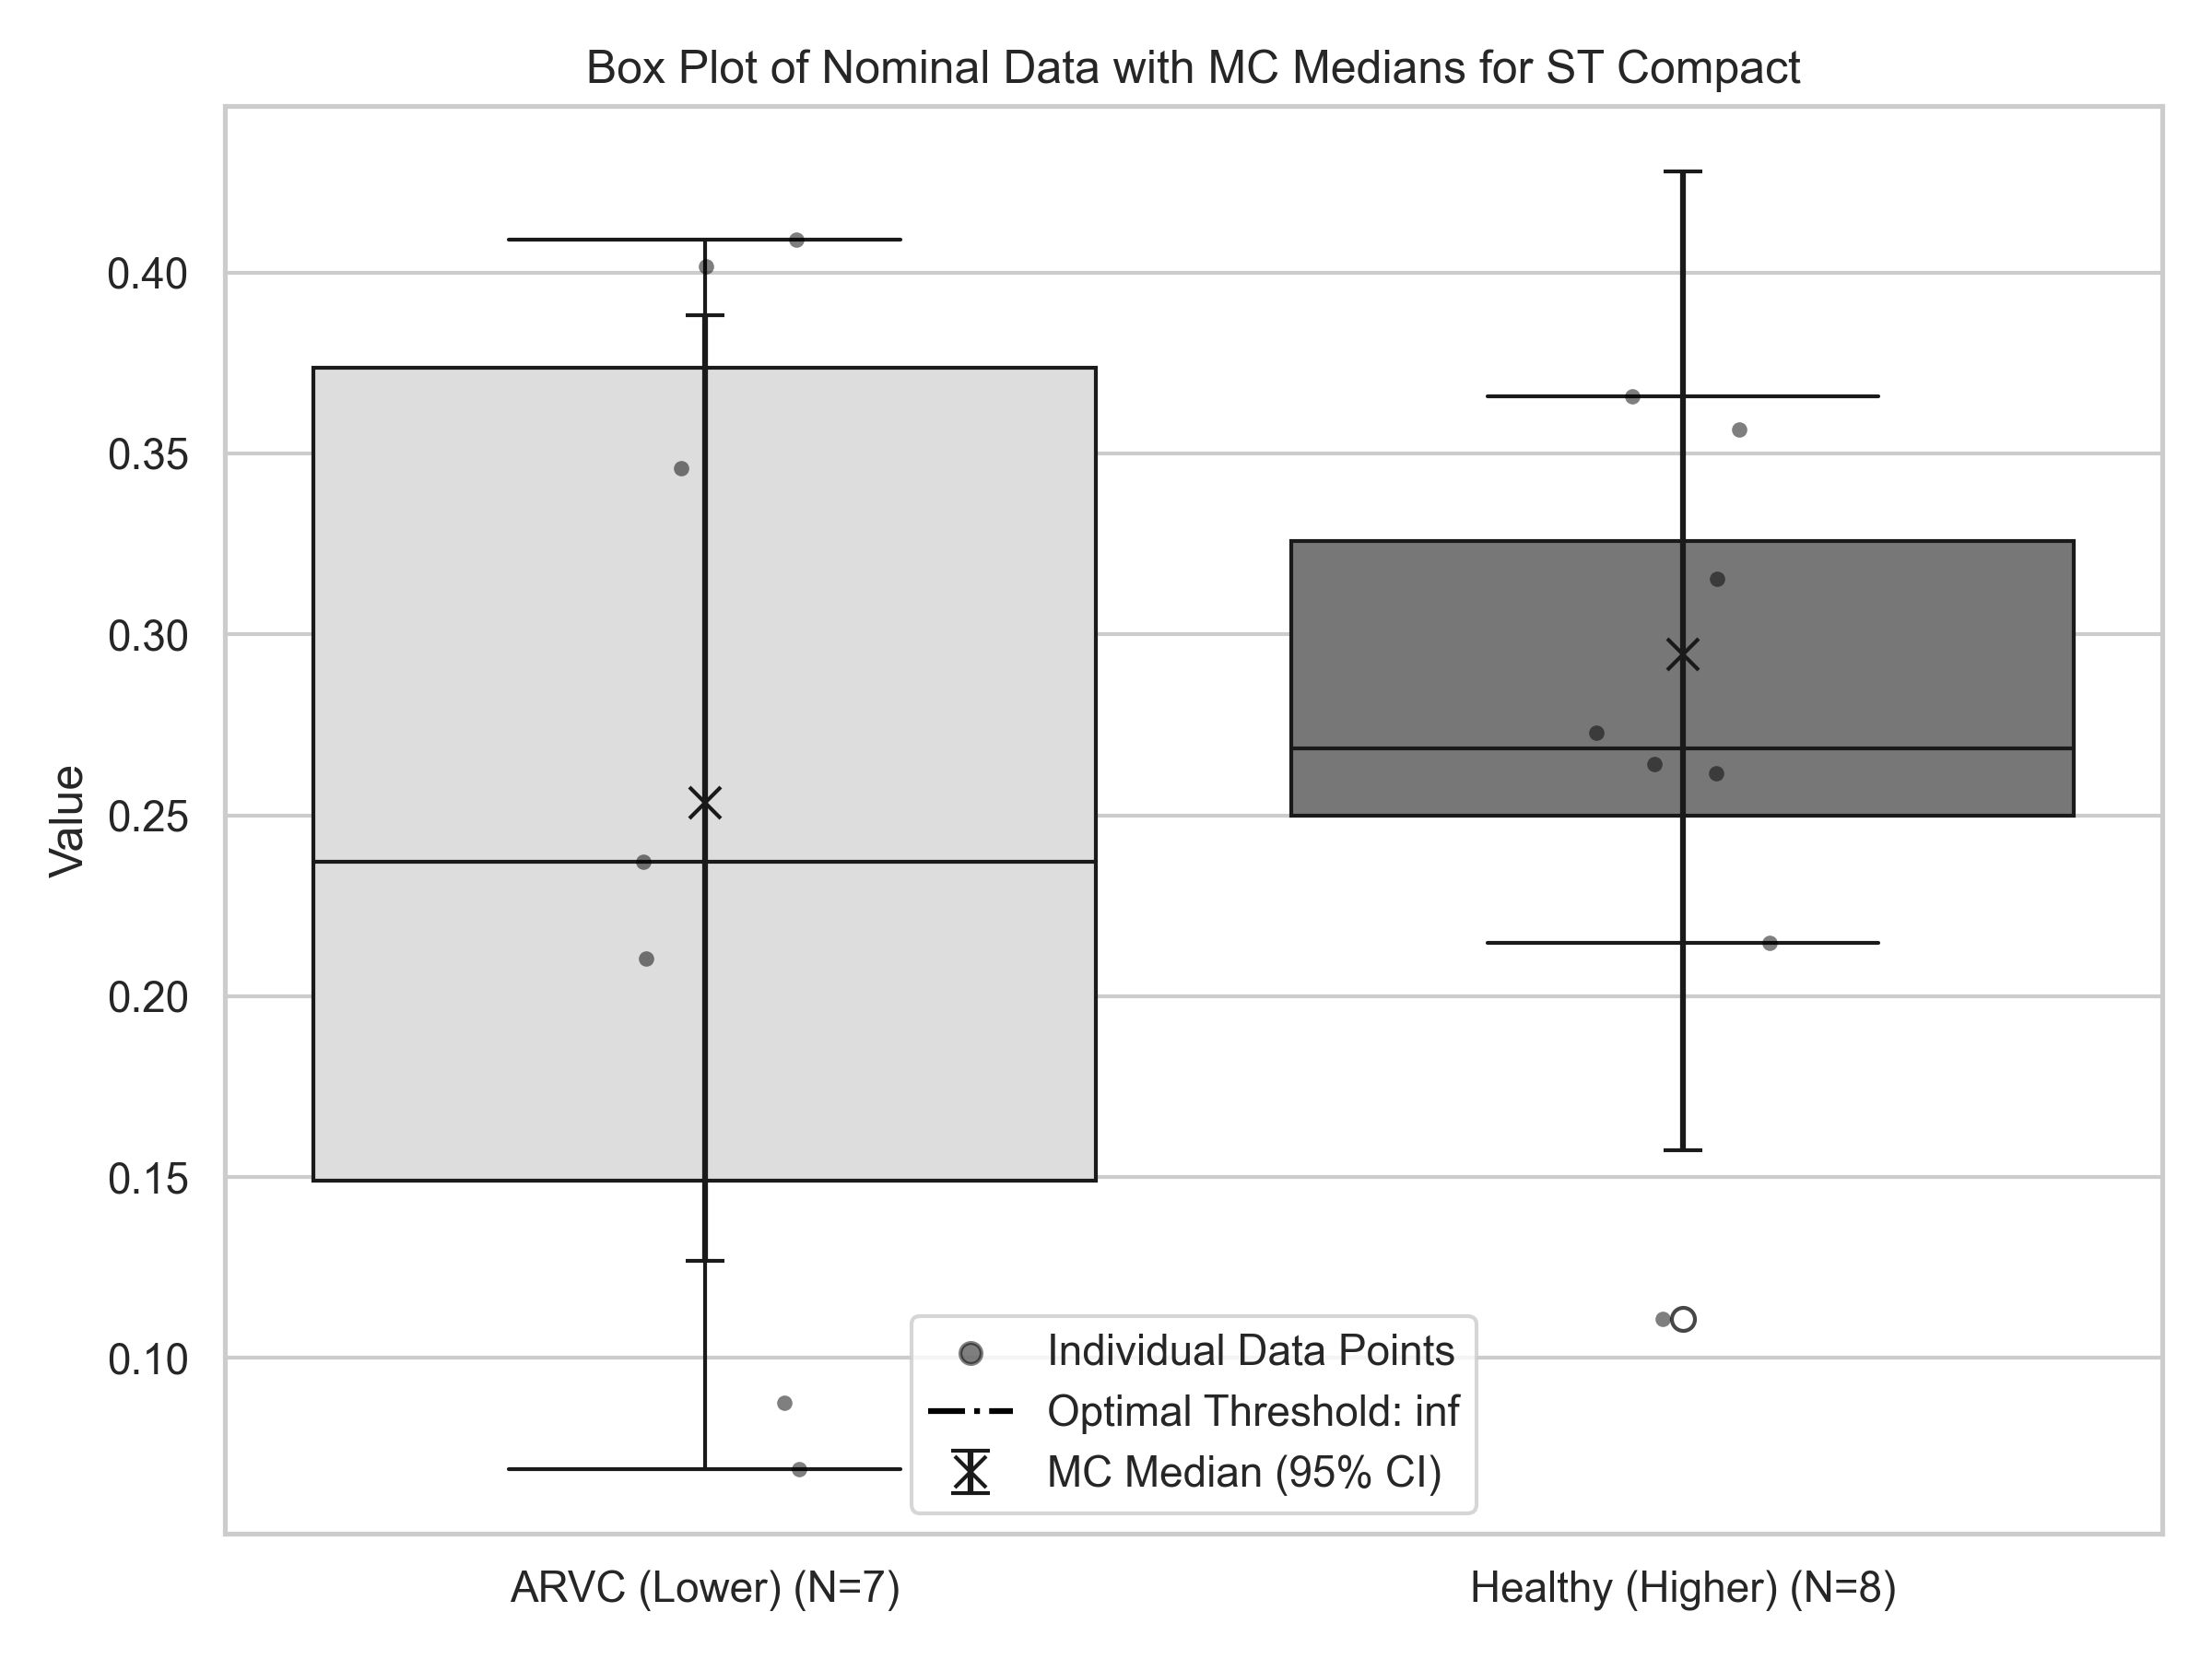 Box Plot of Nominal Data with MC Medians for ST Compact
Value
0.40
0.35
0.30
0.25
0.20
0.15
0.10
Individual Data Points
Optimal Threshold: inf
MC Median (95% CI)
ARVC (Lower) (N=7)
Healthy (Higher) (N=8)